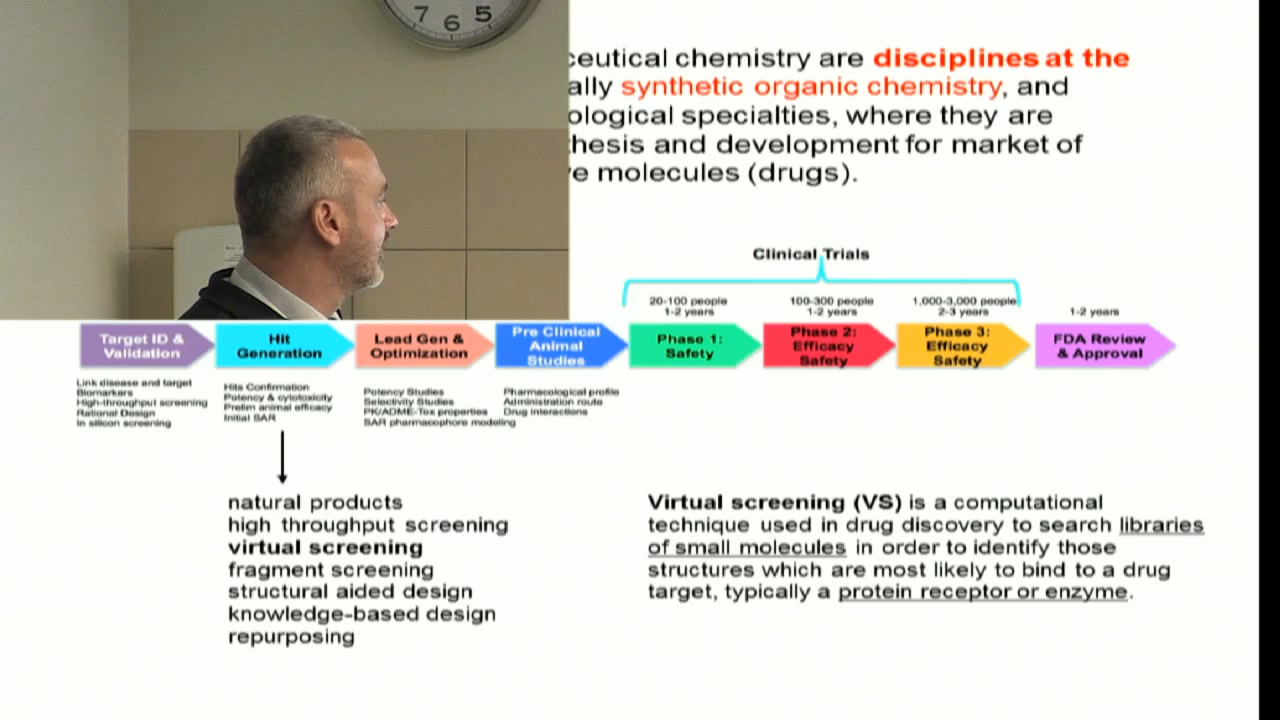 7 6 5
ceutical chemistry are disciplines at the
ally synthetic organic chemistry, and
ological specialties, where they are
hesis and development for market of
e molecules (drugs).
Clinical Trials
20-100 people
1-2 years
100-300 people
1-2 years
1,000-3,000 people
2-3 years
1-2 years
Target ID &
Validation
Hit
Generation
Lead Gen &
Optimization
Pre Clinical
Animal
Studies
Phase 1:
Safety
Phase 2:
Efficacy
Safety
Phase 3:
Efficacy
Safety
FDA Review
& Approval
Link disease and target
Biomarkers
High-throughput screening
Rational Design
In silicon screening
Hits Confirmation
Potency & cytotoxicity
Prelim animal efficacy
Initial SAR
Potency Studies
Selectivity Studies
PK/ADME-Tox properties
SAR pharmacophore modeling
Pharmacological profile
Administration route
Drug interactions
natural products
high throughput screening
virtual screening
fragment screening
structural aided design
knowledge-based design
repurposing
Virtual screening (VS) is a computational
technique used in drug discovery to search libraries
of small molecules in order to identify those
structures which are most likely to bind to a drug
target, typically a protein receptor or enzyme.